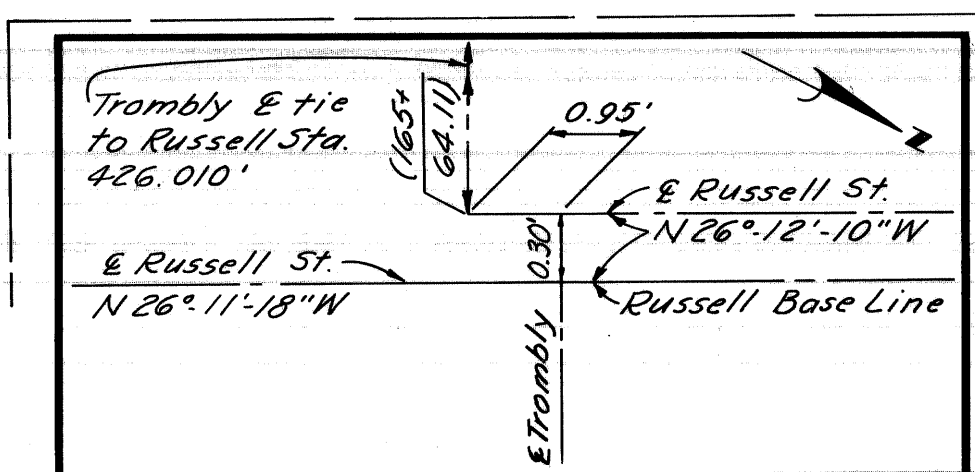 Trombly ℄ tie
to Russell Sta.
426.010'
(165+
64.11)
0.95'
N
℄ Russell St.
N 26°-12'-10"W
0.30'
℄ Russell St.
N 26°-11'-18"W
Russell Base Line
℄ Trombly